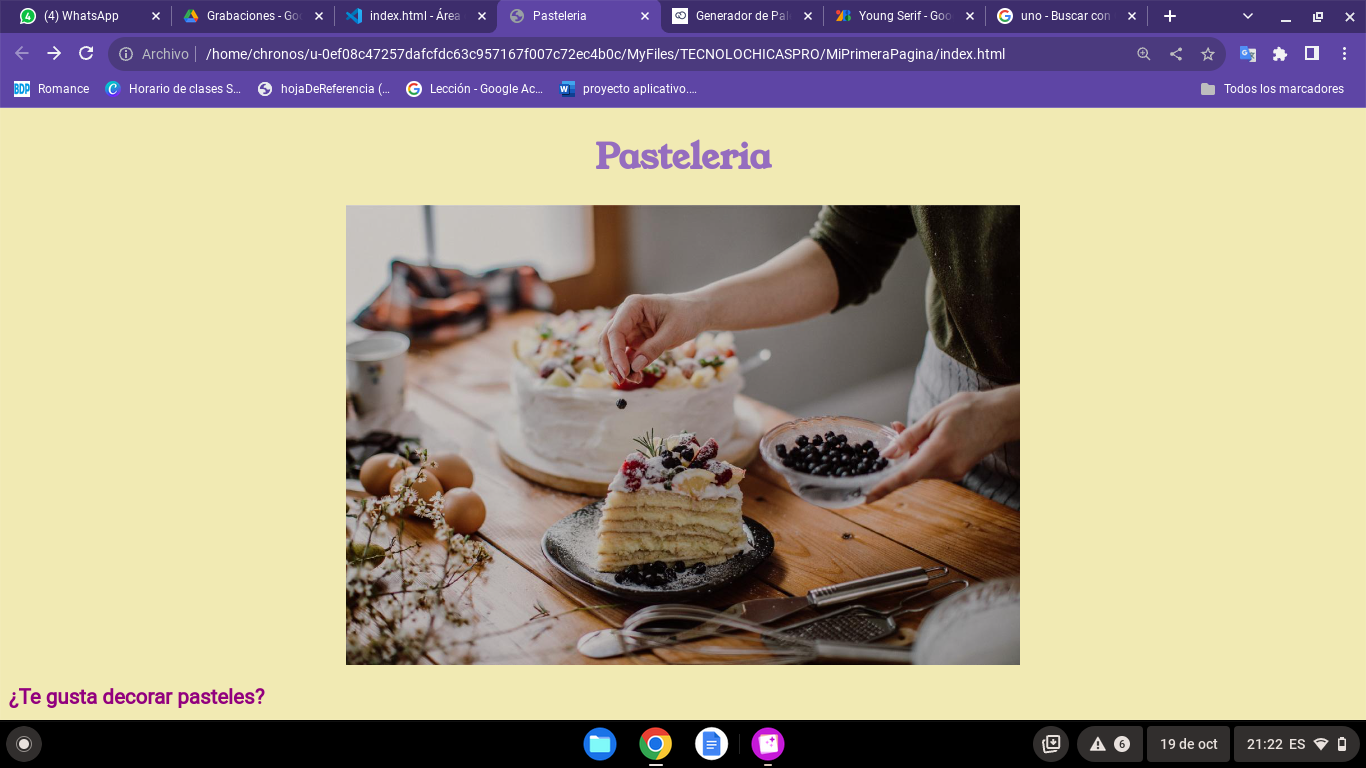 (4) WhatsApp
Grabaciones - Goo
index.html - Área
Pasteleria
Generador de Pal
Young Serif - Goo
uno - Buscar con
Archivo
/home/chronos/u-0ef08c47257dafcfdc63c957167f007c72ec4b0c/MyFiles/TECNOLOCHICASPRO/MiPrimeraPagina/index.html
BDP Romance
Horario de clases S...
hojaDeReferencia (...
Lección - Google Ac...
proyecto aplicativo....
Todos los marcadores
Pasteleria
¿Te gusta decorar pasteles?
6
19 de oct
21:22 ES